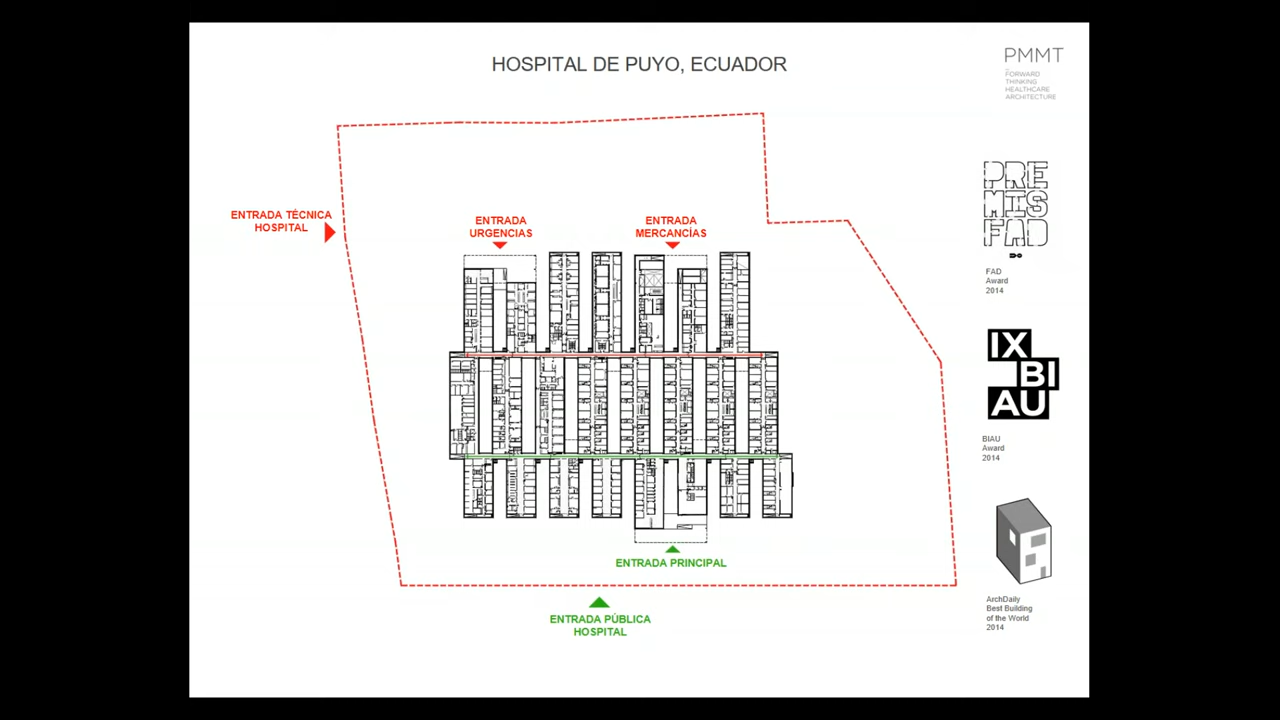 HOSPITAL DE PUYO, ECUADOR
PMMT
FORWARD
THINKING
HEALTHCARE
ARCHITECTURE
ENTRADA TÉCNICA
HOSPITAL
ENTRADA
URGENCIAS
ENTRADA
MERCANCÍAS
ENTRADA PRINCIPAL
ENTRADA PÚBLICA
HOSPITAL
PRE
MIS
FAD
FAD
Award
2014
IX
BI
AU
BIAU
Award
2014
ArchDaily
Best Building
of the World
2014